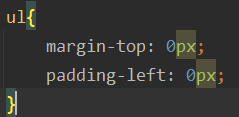 ul{
margin-top: 0px;
padding-left: 0px;
}